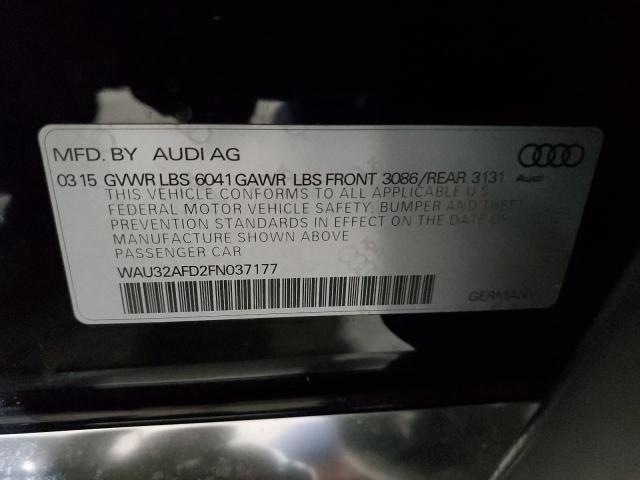 MFD. BY AUDI AG
03 15 GVWR LBS 6041 GAWR LBS FRONT 3086/REAR 3131
Audi
THIS VEHICLE CONFORMS TO ALL APPLICABLE U.S.
FEDERAL MOTOR VEHICLE SAFETY, BUMPER AND THEFT
PREVENTION STANDARDS IN EFFECT ON THE DATE OF
MANUFACTURE SHOWN ABOVE
PASSENGER CAR
WAU32AFD2FN037177
GERMANY